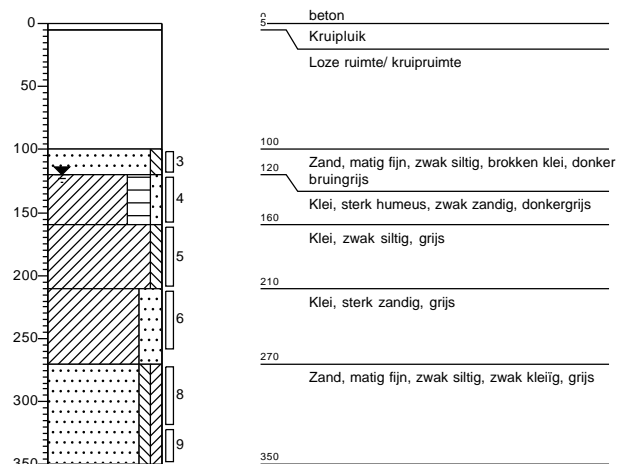 0
beton
0
5
Kruipluik
Loze ruimte/ kruipruimte
50
100
100
3
Zand, matig fijn, zwak siltig, brokken klei, donker
bruingrijs
120
4
Klei, sterk humeus, zwak zandig, donkergrijs
150
160
5
Klei, zwak siltig, grijs
200
210
6
Klei, sterk zandig, grijs
250
270
8
Zand, matig fijn, zwak siltig, zwak kleiïg, grijs
300
9
350
350